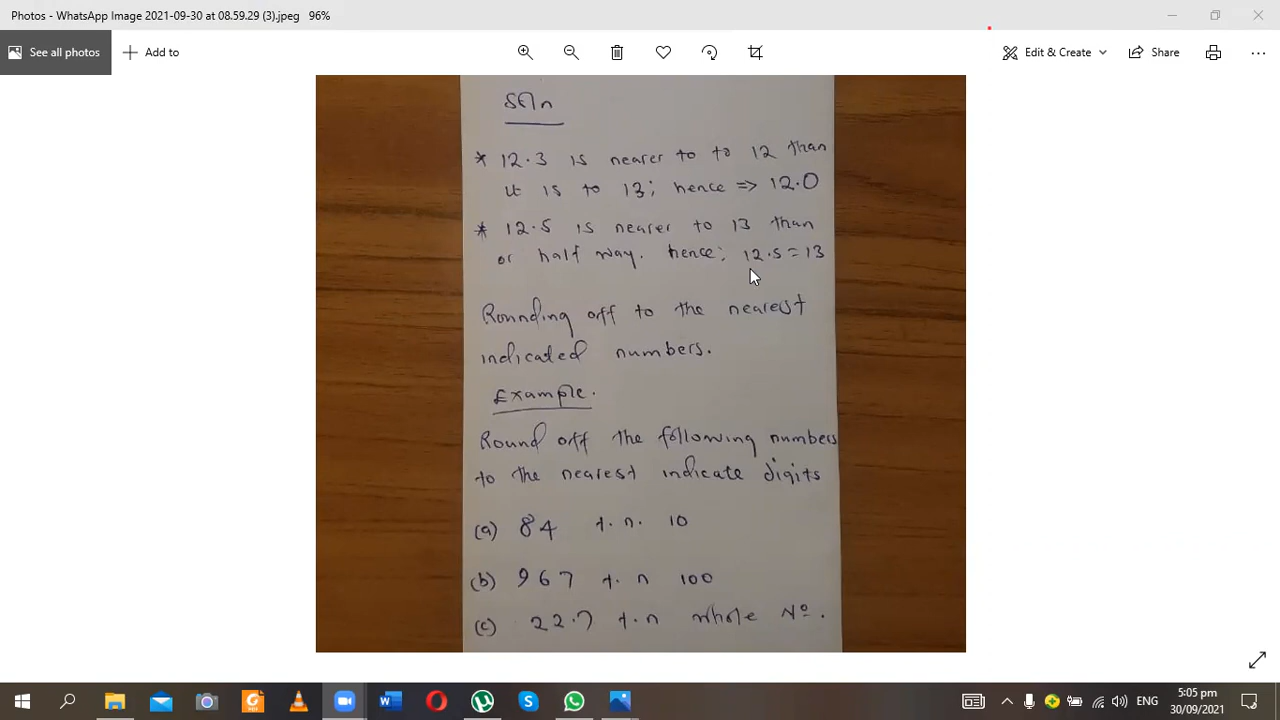 Photos - WhatsApp Image 2021-09-30 at 08.59.29 (3).jpeg 96%
See all photos
Add to
Edit & Create
Share
Sõln
* 12.3 is nearer to to 12 than
it is to 13; hence => 12.0
* 12.5 is nearer to 13 than
or half way. hence; 12.5 = 13
Rounding off to the nearest
indicated numbers.
Example.
Round off the following numbers
to the nearest indicate digits
(a) 84 t.n. 10
(b) 967 t.n 100
(c) 22.7 t.n whole Nº.
ENG
5:05 pm
30/09/2021